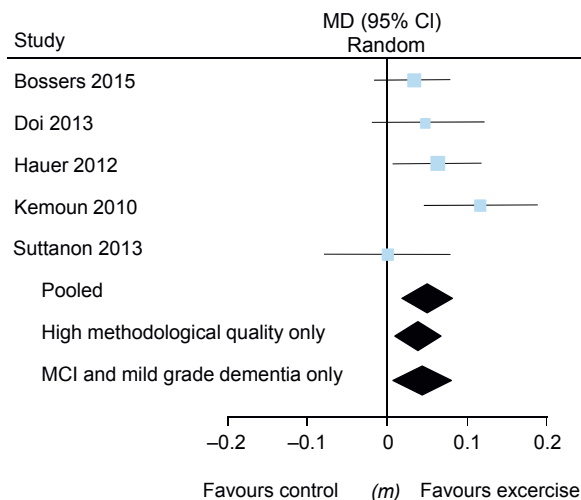 MD (95% CI)
Study Random
Bossers 2015
Doi 2013
Hauer 2012
Kemoun 2010
Suttanon 2013
Pooled
High methodological quality only
MCI and mild grade dementia only
–0.2 –0.1 0 0.1 0.2
Favours control (m) Favours excercise